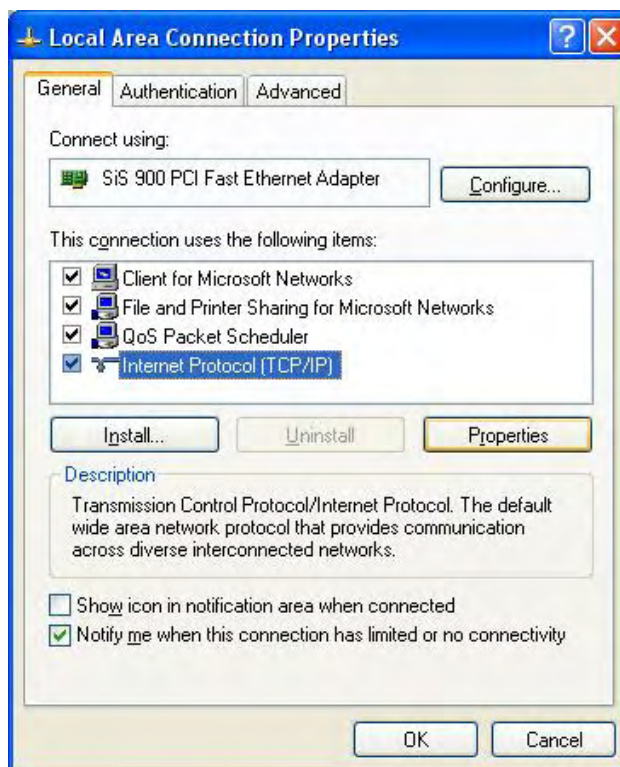 Local Area Connection Properties
General Authentication Advanced
Connect using:
SiS 900 PCI Fast Ethernet Adapter
Configure...
This connection uses the following items:
Client for Microsoft Networks
File and Printer Sharing for Microsoft Networks
QoS Packet Scheduler
Internet Protocol (TCP/IP)
Install... Uninstall Properties
Description
Transmission Control Protocol/Internet Protocol. The default
wide area network protocol that provides communication
across diverse interconnected networks.
Show icon in notification area when connected
Notify me when this connection has limited or no connectivity
OK Cancel